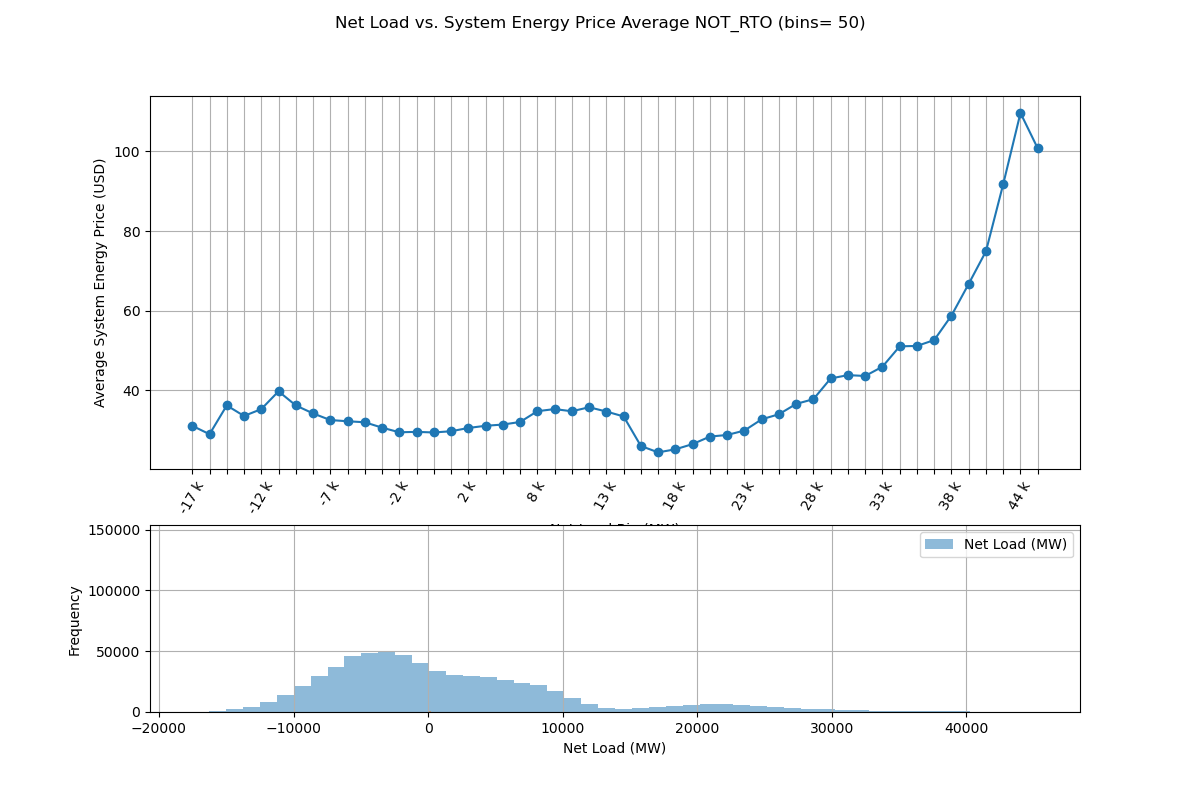 Net Load vs. System Energy Price Average NOT_RTO (bins= 50)
Average System Energy Price (USD)
100
80
60
40
-17 k
-12 k
-7 k
-2 k
2 k
8 k
13 k
18 k
23 k
28 k
33 k
38 k
44 k
Frequency
150000
100000
50000
0
Net Load (MW)
−20000
−10000
0
10000
20000
30000
40000
Net Load (MW)